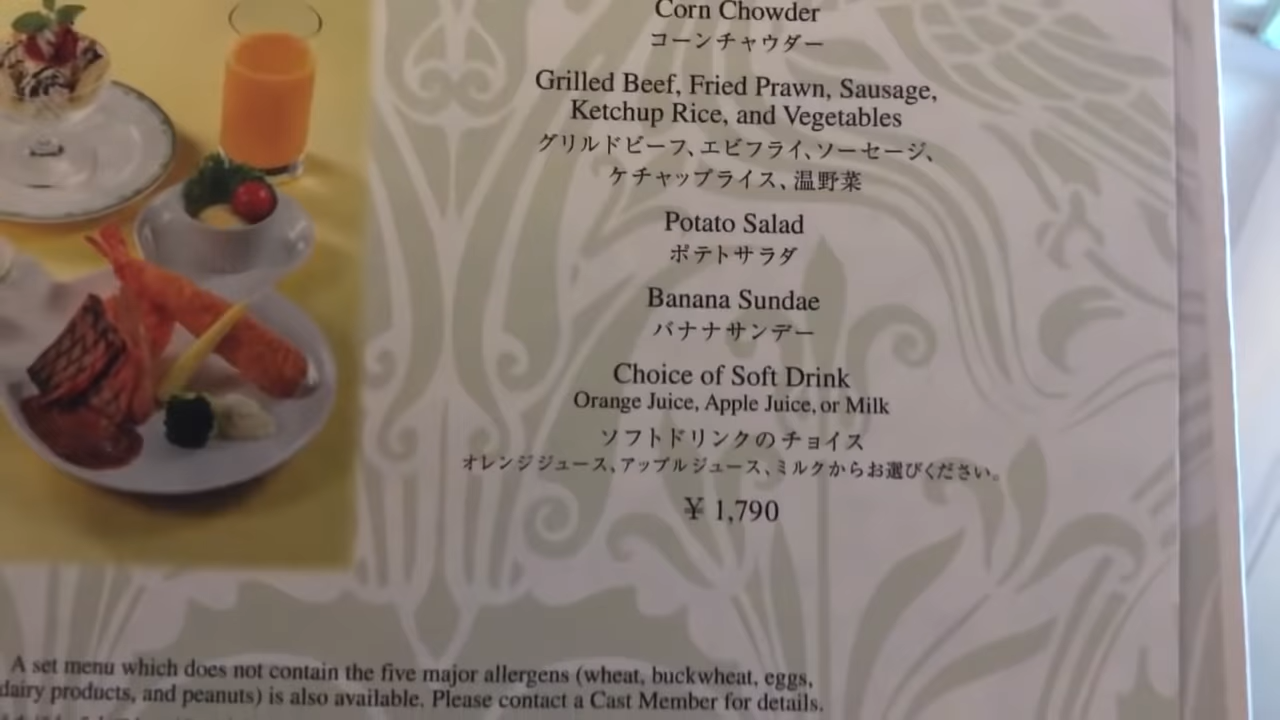 Corn Chowder
コーンチャウダー
Grilled Beef, Fried Prawn, Sausage,
Ketchup Rice, and Vegetables
グリルドビーフ、エビフライ、ソーセージ、
ケチャップライス、温野菜
Potato Salad
ポテトサラダ
Banana Sundae
バナナサンデー
Choice of Soft Drink
Orange Juice, Apple Juice, or Milk
ソフトドリンクのチョイス
オレンジジュース、アップルジュース、ミルクからお選びください。
¥ 1,790
A set menu which does not contain the five major allergens (wheat, buckwheat, eggs,
dairy products, and peanuts) is also available. Please contact a Cast Member for details.